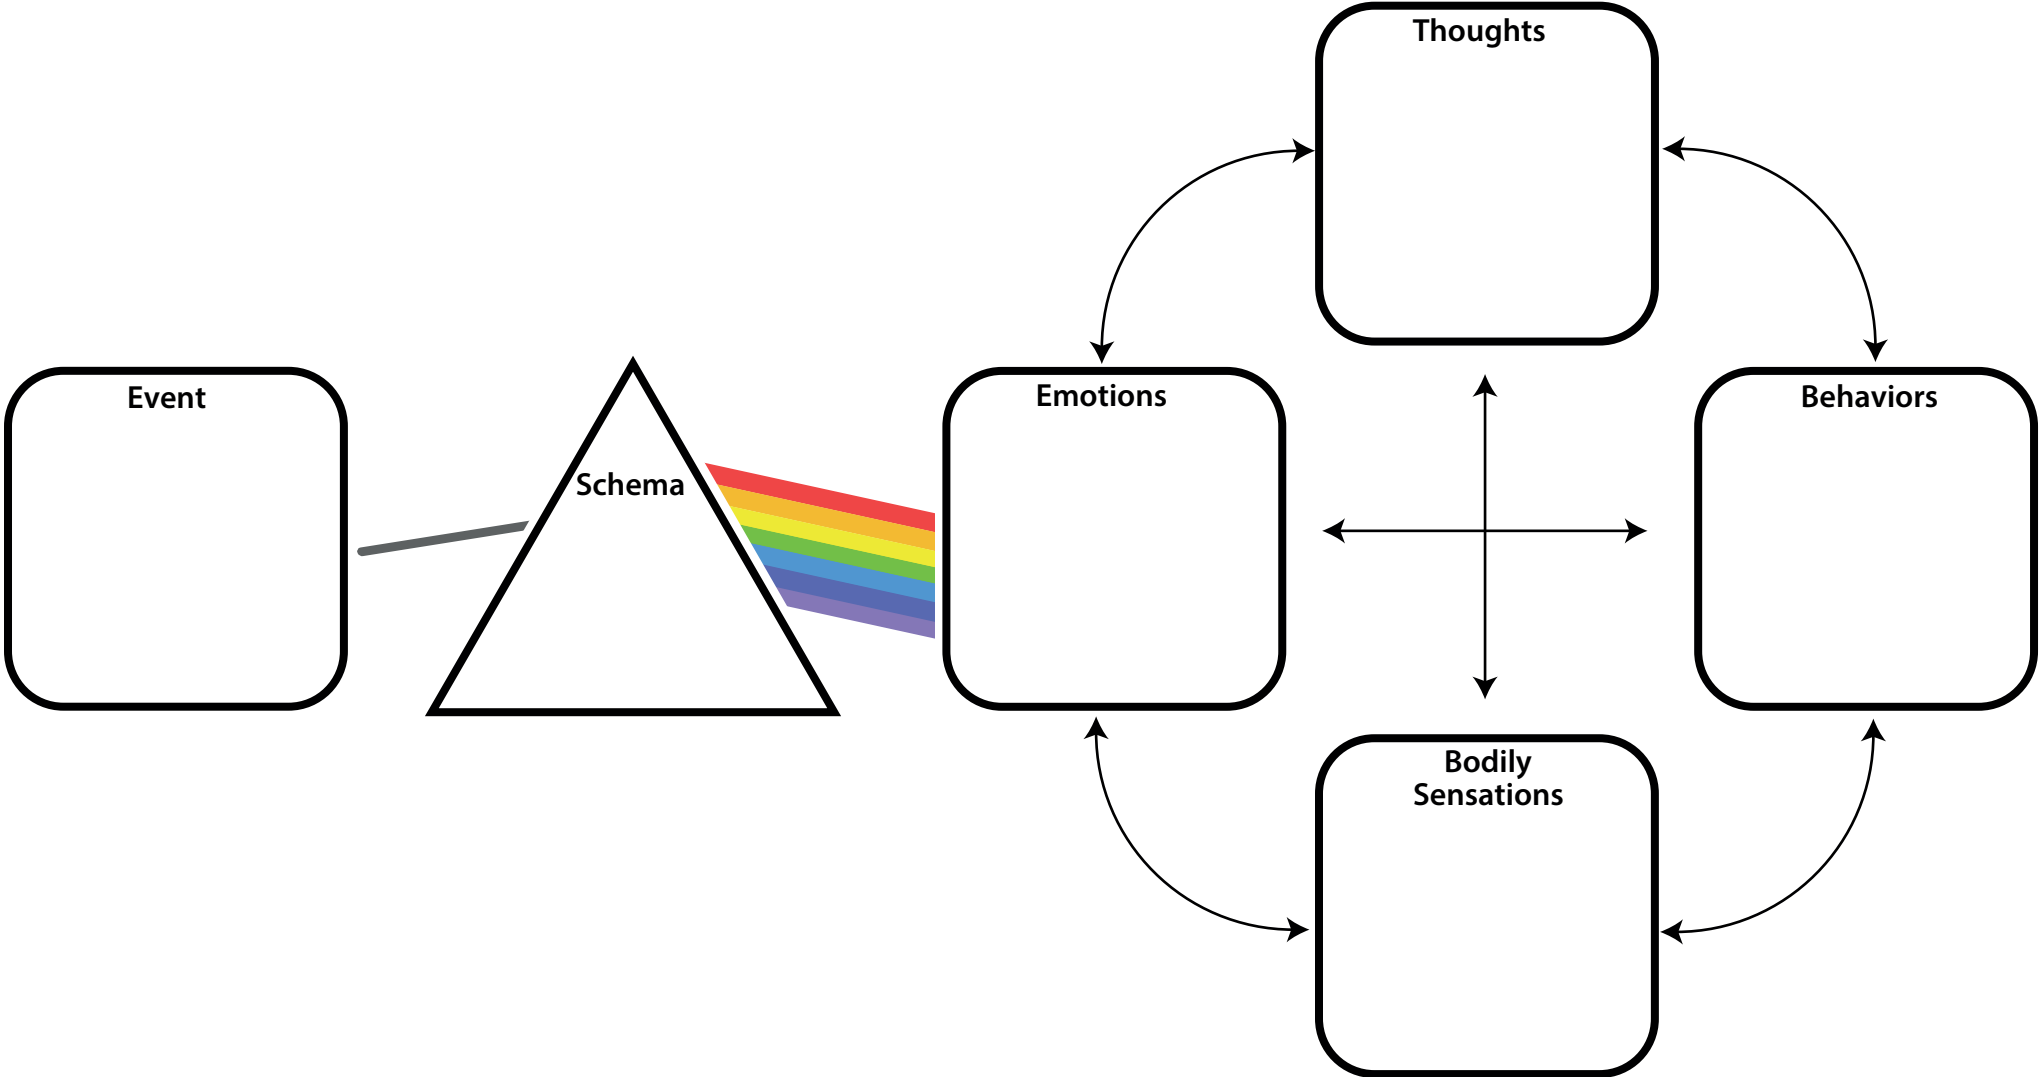 Thoughts
Event
Schema
Emotions
Behaviors
Bodily
Sensations